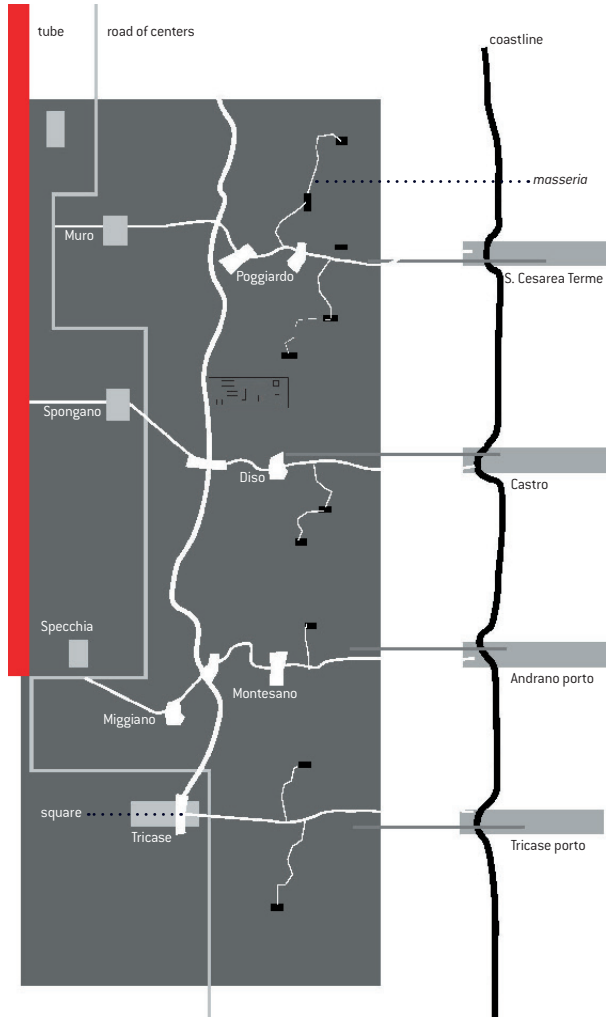 tube
road of centers
coastline
masseria
Muro
Poggiardo
S. Cesarea Terme
Spongano
Diso
Castro
Specchia
Montesano
Andrano porto
Miggiano
square
Tricase
Tricase porto